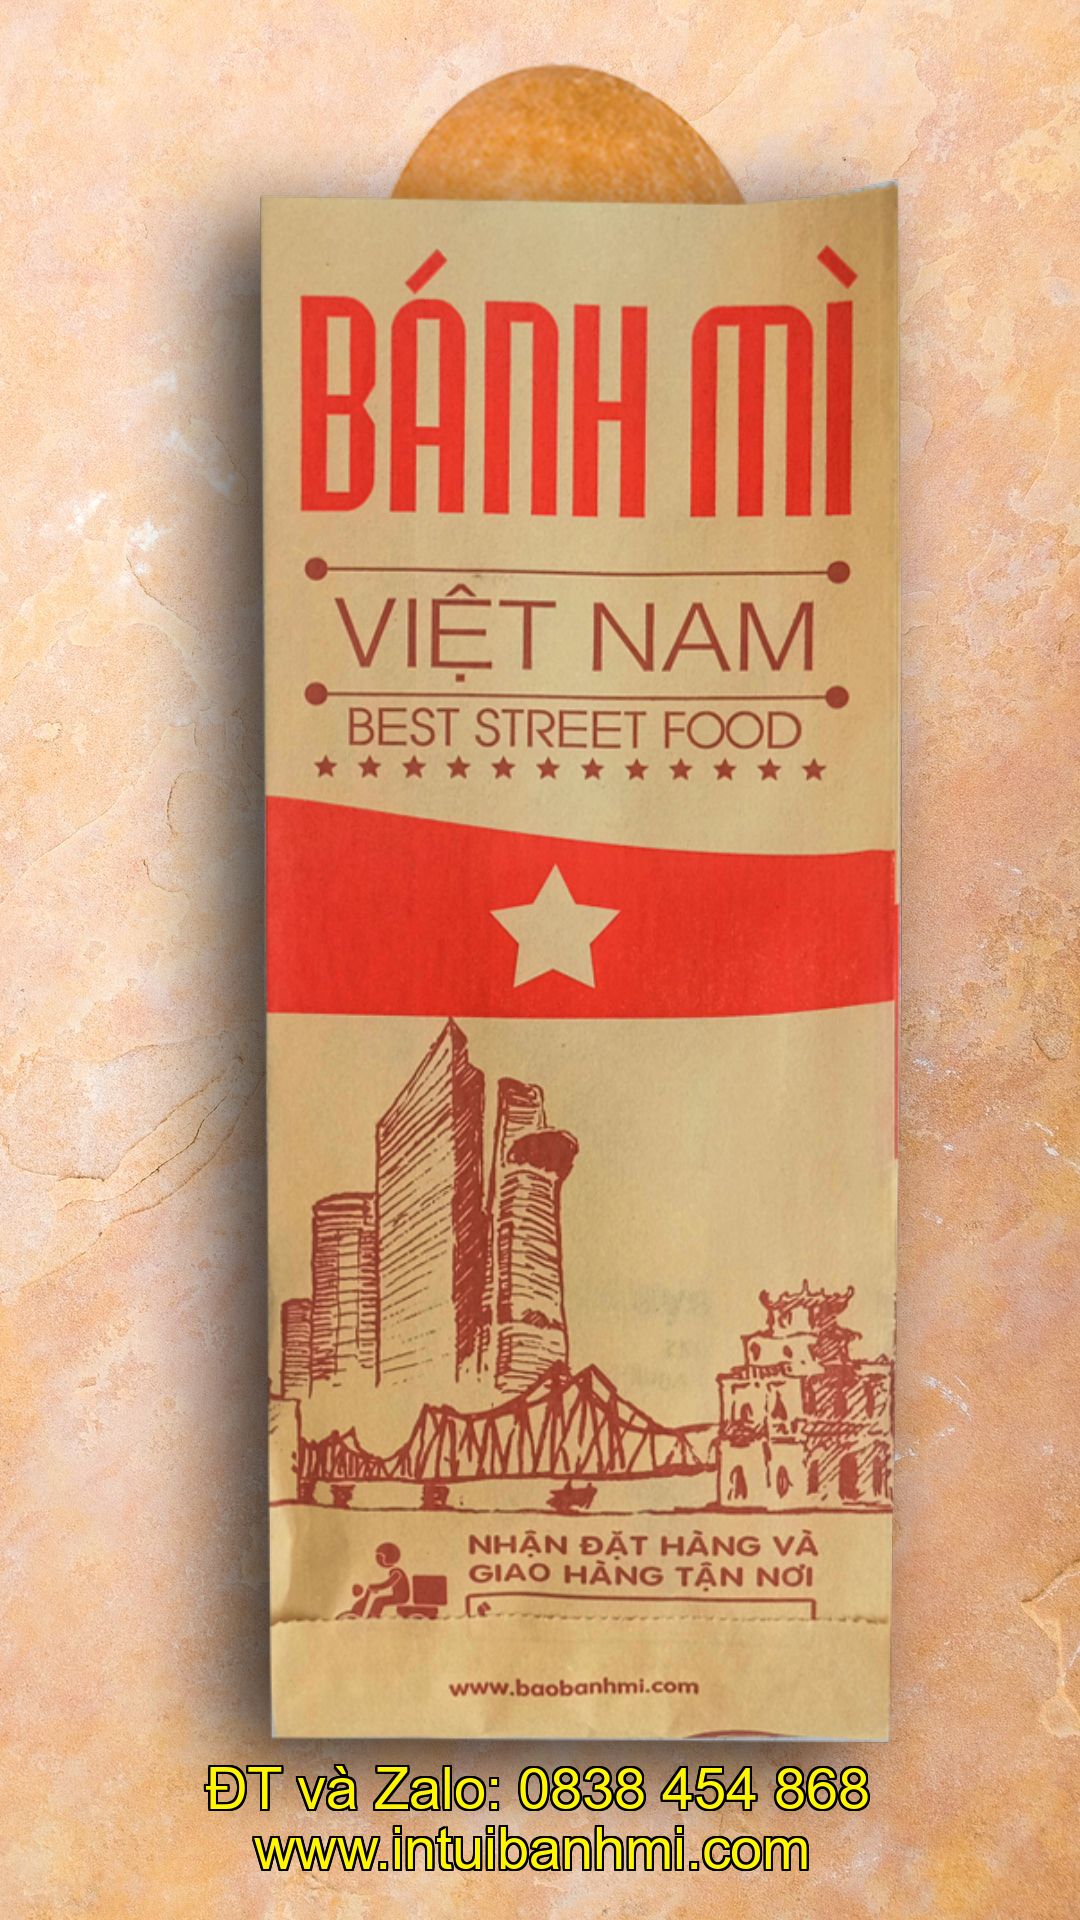 BÁNH MÌ
VIỆT NAM
BEST STREET FOOD
NHẬN ĐẶT HÀNG VÀ
GIAO HÀNG TẬN NƠI
www.baobanhmi.com
ĐT và Zalo: 0838 454 868
www.intuibanhmi.com